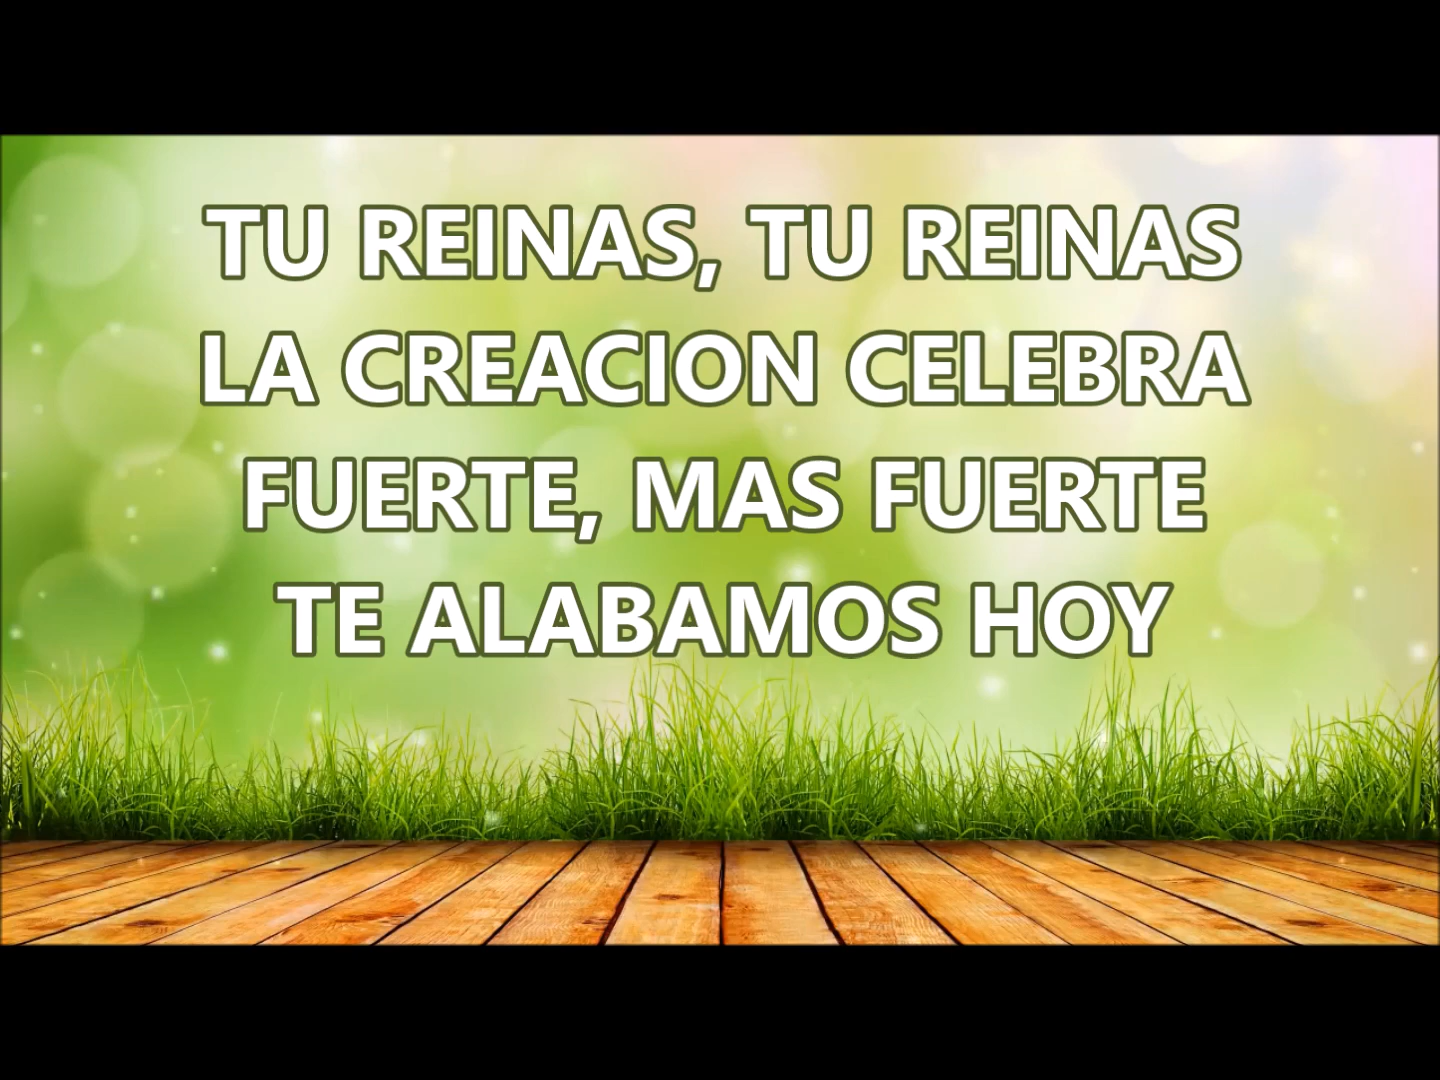 TU REINAS, TU REINAS
LA CREACION CELEBRA
FUERTE, MAS FUERTE
TE ALABAMOS HOY